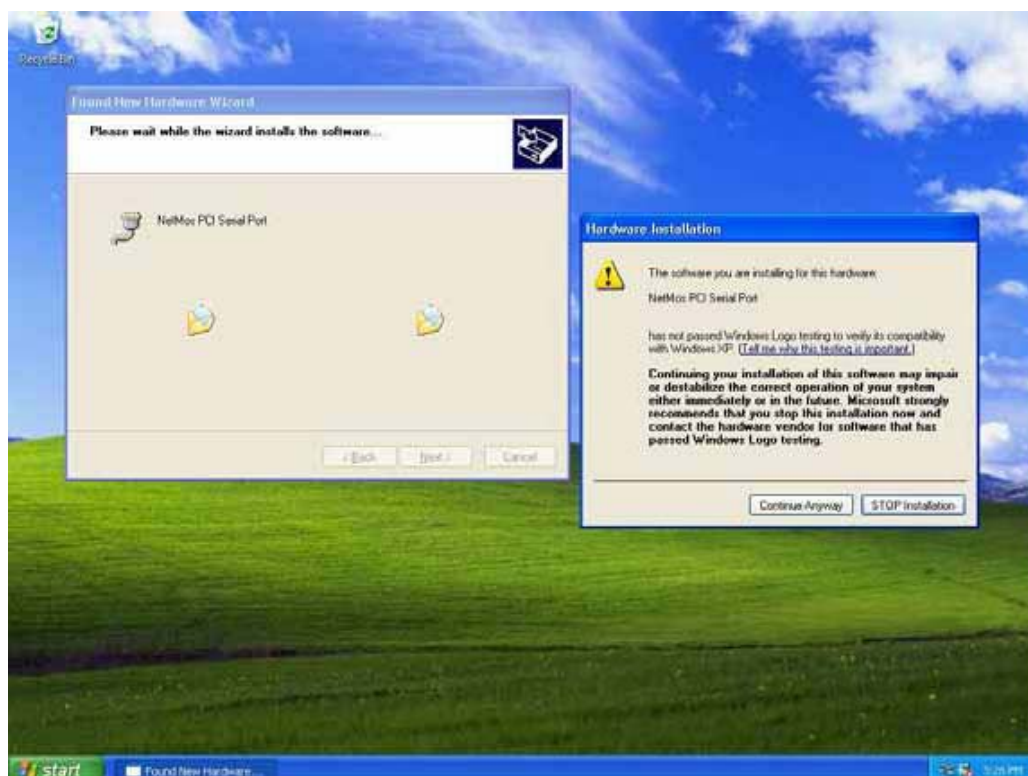 Recycle Bin
Found New Hardware Wizard
Please wait while the wizard installs the software...
NetMos PCI Serial Port
< Back
Next >
Cancel
Hardware Installation
The software you are installing for this hardware:
NetMos PCI Serial Port
has not passed Windows Logo testing to verify its compatibility
with Windows XP. (Tell me why this testing is important.)
Continuing your installation of this software may impair
or destabilize the correct operation of your system
either immediately or in the future. Microsoft strongly
recommends that you stop this installation now and
contact the hardware vendor for software that has
passed Windows Logo testing.
Continue Anyway
STOP Installation
start
Found New Hardware...